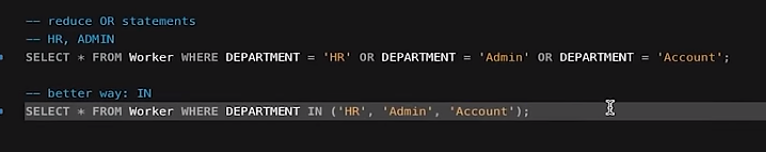 -- reduce OR statements
-- HR, ADMIN
SELECT * FROM Worker WHERE DEPARTMENT = 'HR' OR DEPARTMENT = 'Admin' OR DEPARTMENT = 'Account';
-- better way: IN
SELECT * FROM Worker WHERE DEPARTMENT IN ('HR', 'Admin', 'Account');